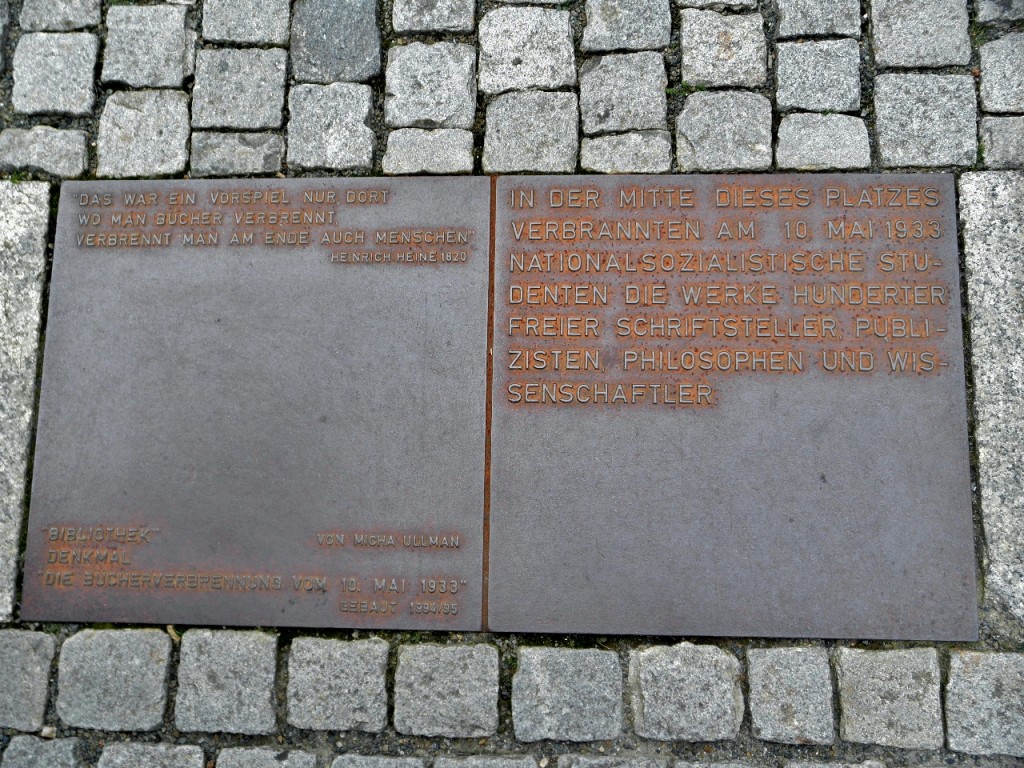 "DAS WAR EIN VORSPIEL NUR DORT
WO MAN BÜCHER VERBRENNT,
VERBRENNT MAN AM ENDE AUCH MENSCHEN"
HEINRICH HEINE 1820
"BIBLIOTHEK"
VON MICHA ULLMAN
DENKMAL
"DIE BÜCHERVERBRENNUNG VOM 10. MAI 1933"
GEBAUT 1994/95
IN DER MITTE DIESES PLATZES
VERBRANNTEN AM 10. MAI 1933
NATIONALSOZIALISTISCHE STU-
DENTEN DIE WERKE HUNDERTER
FREIER SCHRIFTSTELLER, PUBLI-
ZISTEN, PHILOSOPHEN UND WIS-
SENSCHAFTLER.